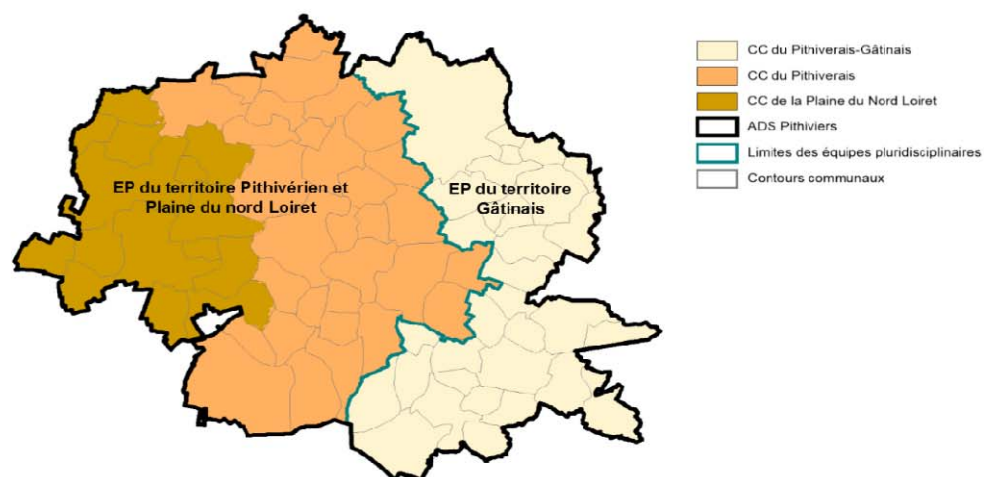 CC du Pithiverais-Gâtinais
CC du Pithiverais
CC de la Plaine du Nord Loiret
ADS Pithiviers
Limites des équipes pluridisciplinaires
Contours communaux
EP du territoire Pithivérien et
Plaine du nord Loiret
EP du territoire
Gâtinais